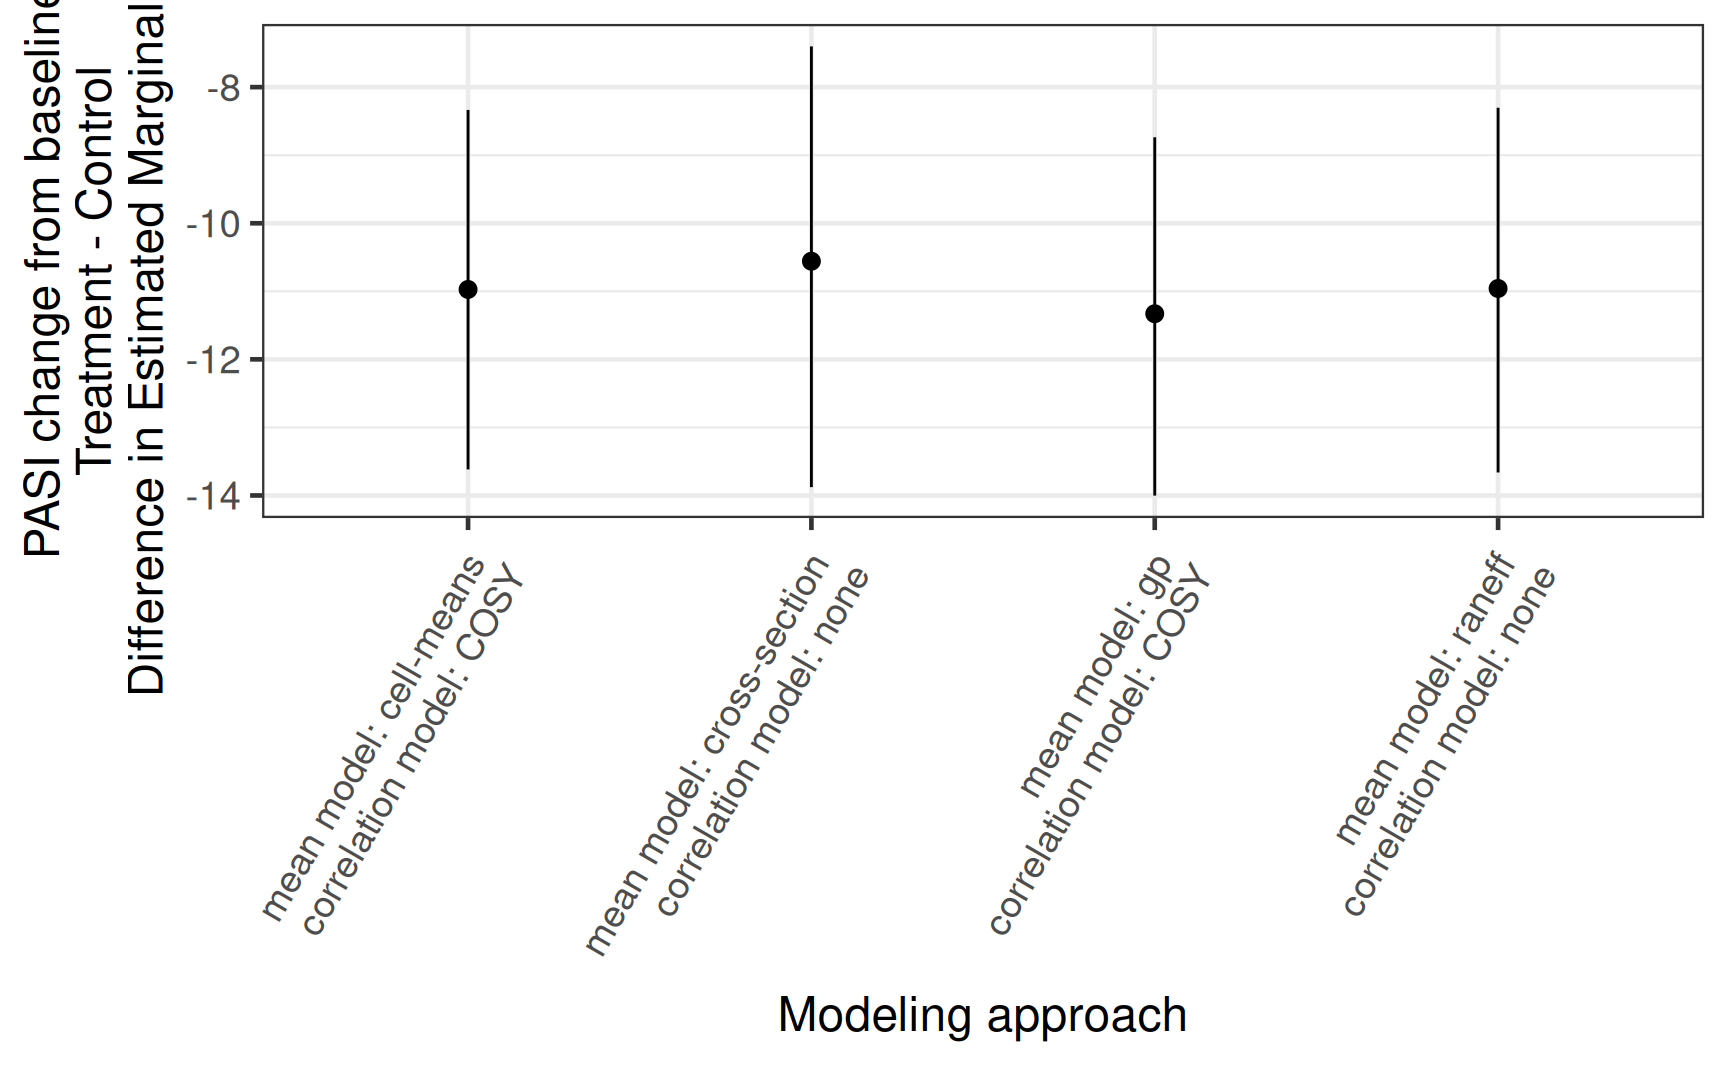 PASI change from baseline
Treatment - Control
Difference in Estimated Marginal
-8
-10
-12
-14
mean model: cell-means
correlation model: COSY
mean model: cross-section
correlation model: none
mean model: gp
correlation model: COSY
mean model: raneff
correlation model: none
Modeling approach